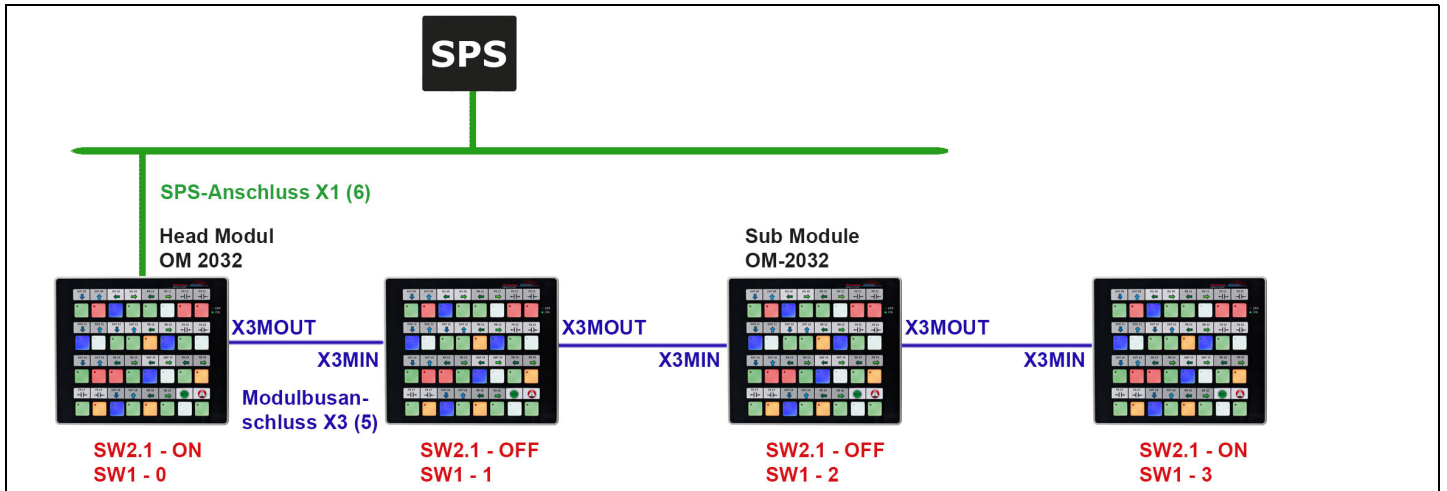 SPS
SPS-Anschluss X1 (6)
Head Modul
OM 2032
Sub Module
OM-2032
X3MOUT
X3MIN
X3MOUT
X3MIN
X3MOUT
X3MIN
Modulbusan-
schluss X3 (5)
SW2.1 - ON
SW1 - 0
SW2.1 - OFF
SW1 - 1
SW2.1 - OFF
SW1 - 2
SW2.1 - ON
SW1 - 3